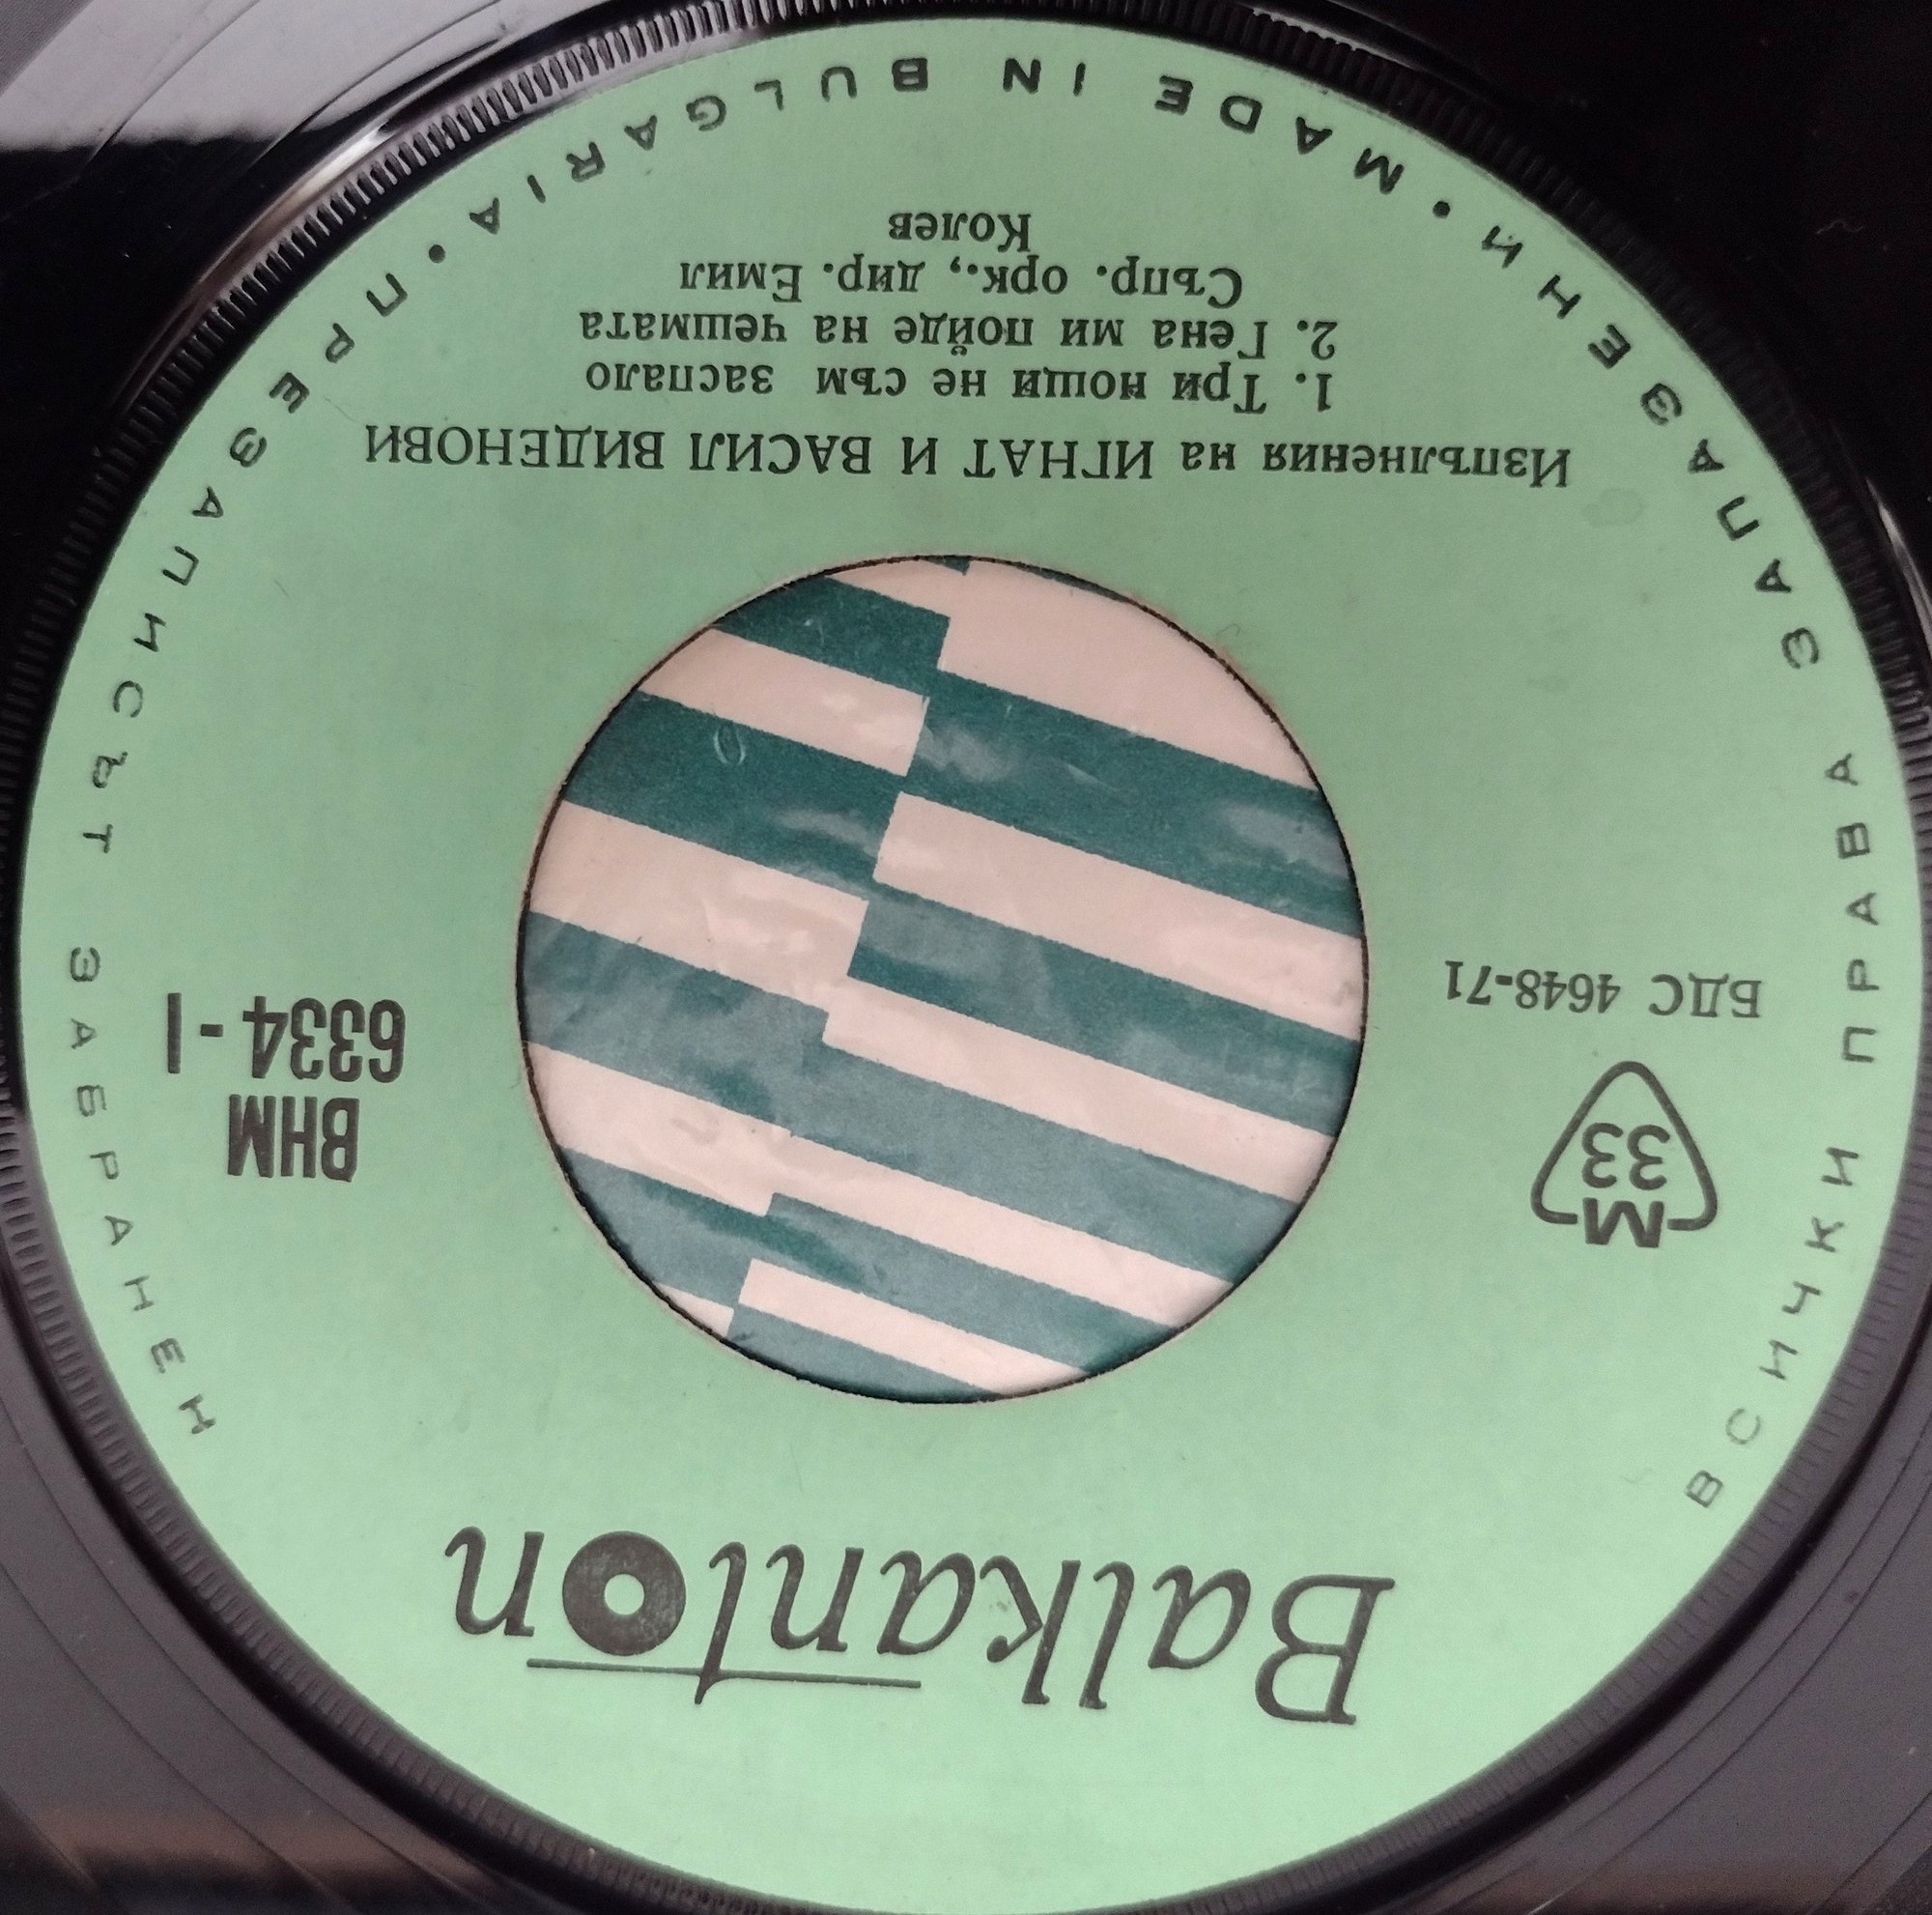 Balkanton
ВСИЧКИ ПРАВА ЗАПАЗЕНИ • MADE IN BULGARIA • ПРЕЗАПИСЪТ ЗАБРАНЕН
M
33
БДС 4648-71
ВНМ
6334 - I
Изпълнения на ИГНАТ И ВАСИЛ ВИДЕНОВИ
1. Три нощи не съм заспало
2. Гена ми пойде на чешмата
Съпр. орк., дир. Емил
Колев